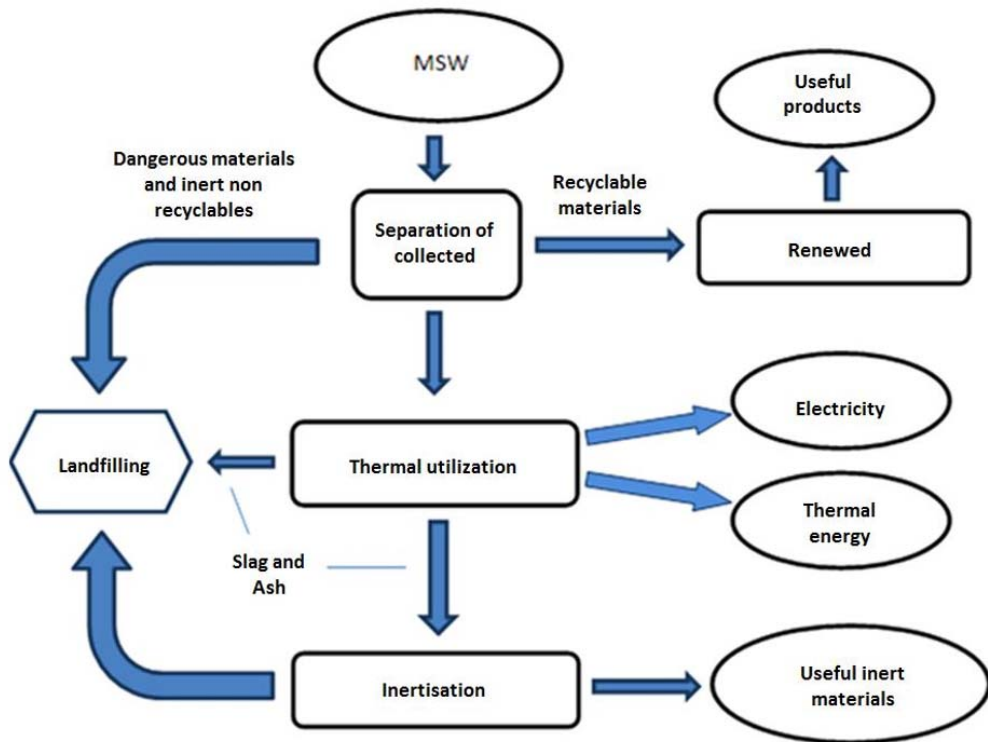 MSW
Useful
products
Dangerous materials
and inert non
recyclables
Recyclable
materials
Separation of
collected
Renewed
Electricity
Landfilling
Thermal utilization
Thermal
energy
Slag and
Ash
Inertisation
Useful inert
materials